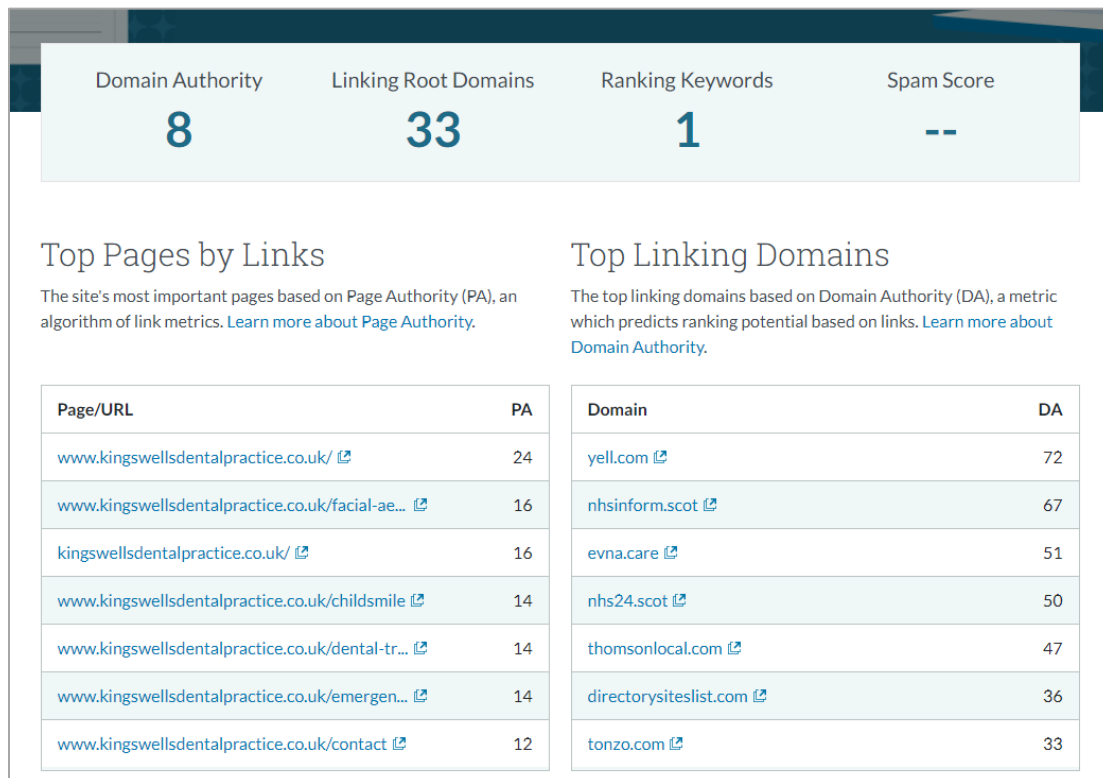 Domain Authority Linking Root Domains Ranking Keywords Spam Score
8 33 1 --
Top Pages by Links
The site's most important pages based on Page Authority (PA), an
algorithm of link metrics. Learn more about Page Authority.
Page/URL PA
www.kingswellsdentalpractice.co.uk/ 24
www.kingswellsdentalpractice.co.uk/facial-ae... 16
kingswellsdentalpractice.co.uk/ 16
www.kingswellsdentalpractice.co.uk/childsmile 14
www.kingswellsdentalpractice.co.uk/dental-tr... 14
www.kingswellsdentalpractice.co.uk/emergen... 14
www.kingswellsdentalpractice.co.uk/contact 12
Top Linking Domains
The top linking domains based on Domain Authority (DA), a metric
which predicts ranking potential based on links. Learn more about
Domain Authority.
Domain DA
yell.com 72
nhsinform.scot 67
evna.care 51
nhs24.scot 50
thomsonlocal.com 47
directorysiteslist.com 36
tonzo.com 33